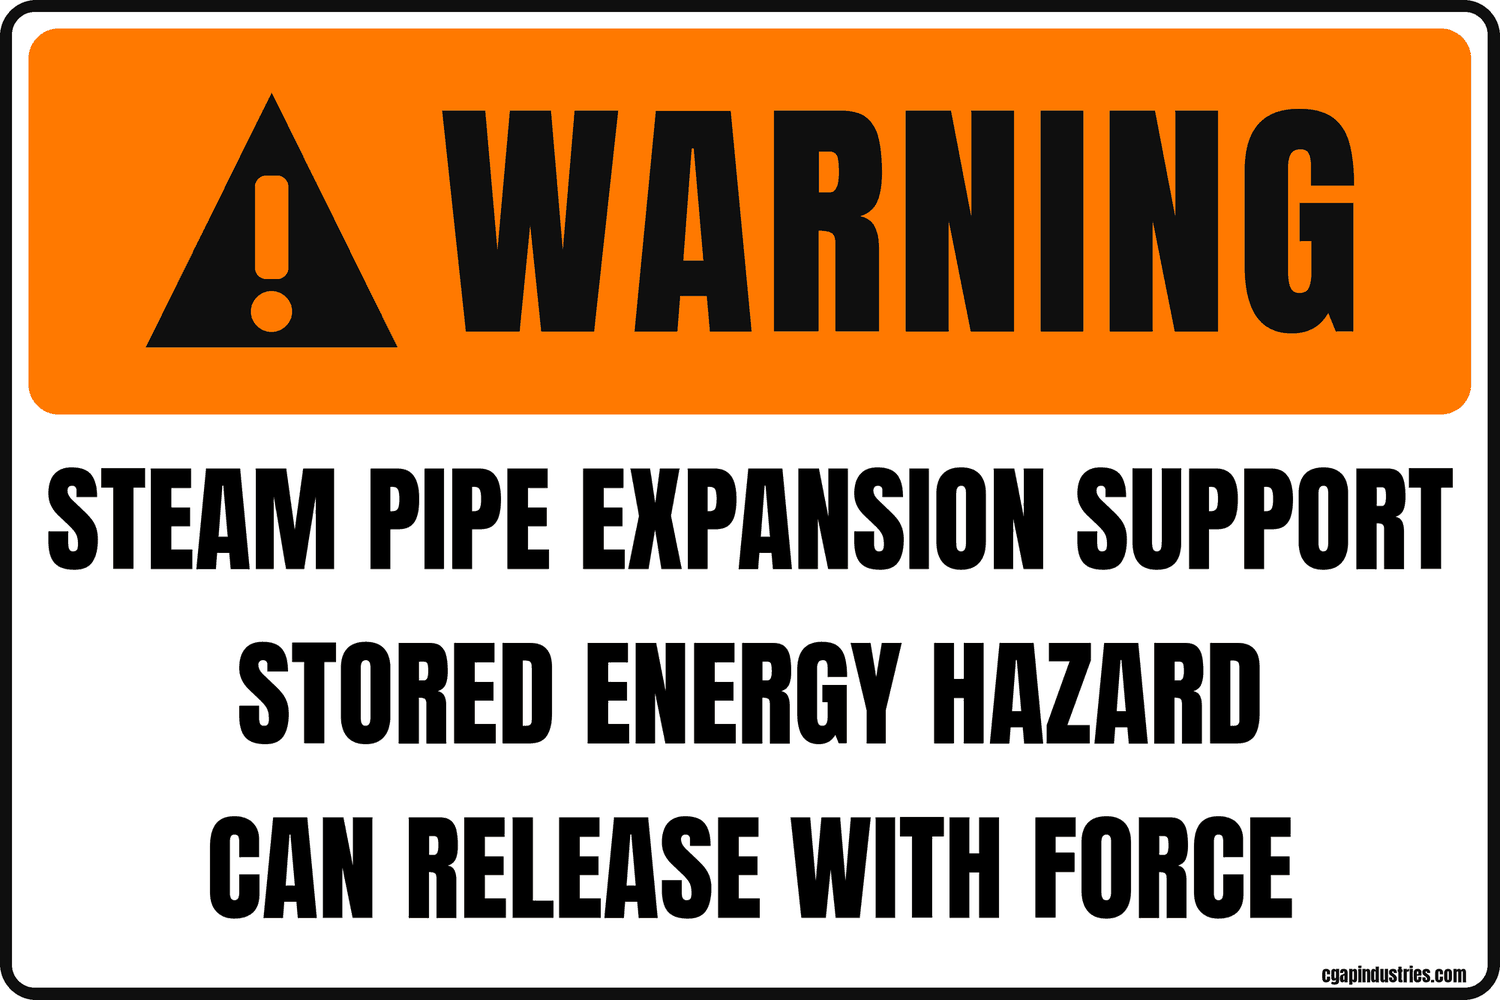 WARNING
STEAM PIPE EXPANSION SUPPORT
STORED ENERGY HAZARD
CAN RELEASE WITH FORCE
cgapindustries.com